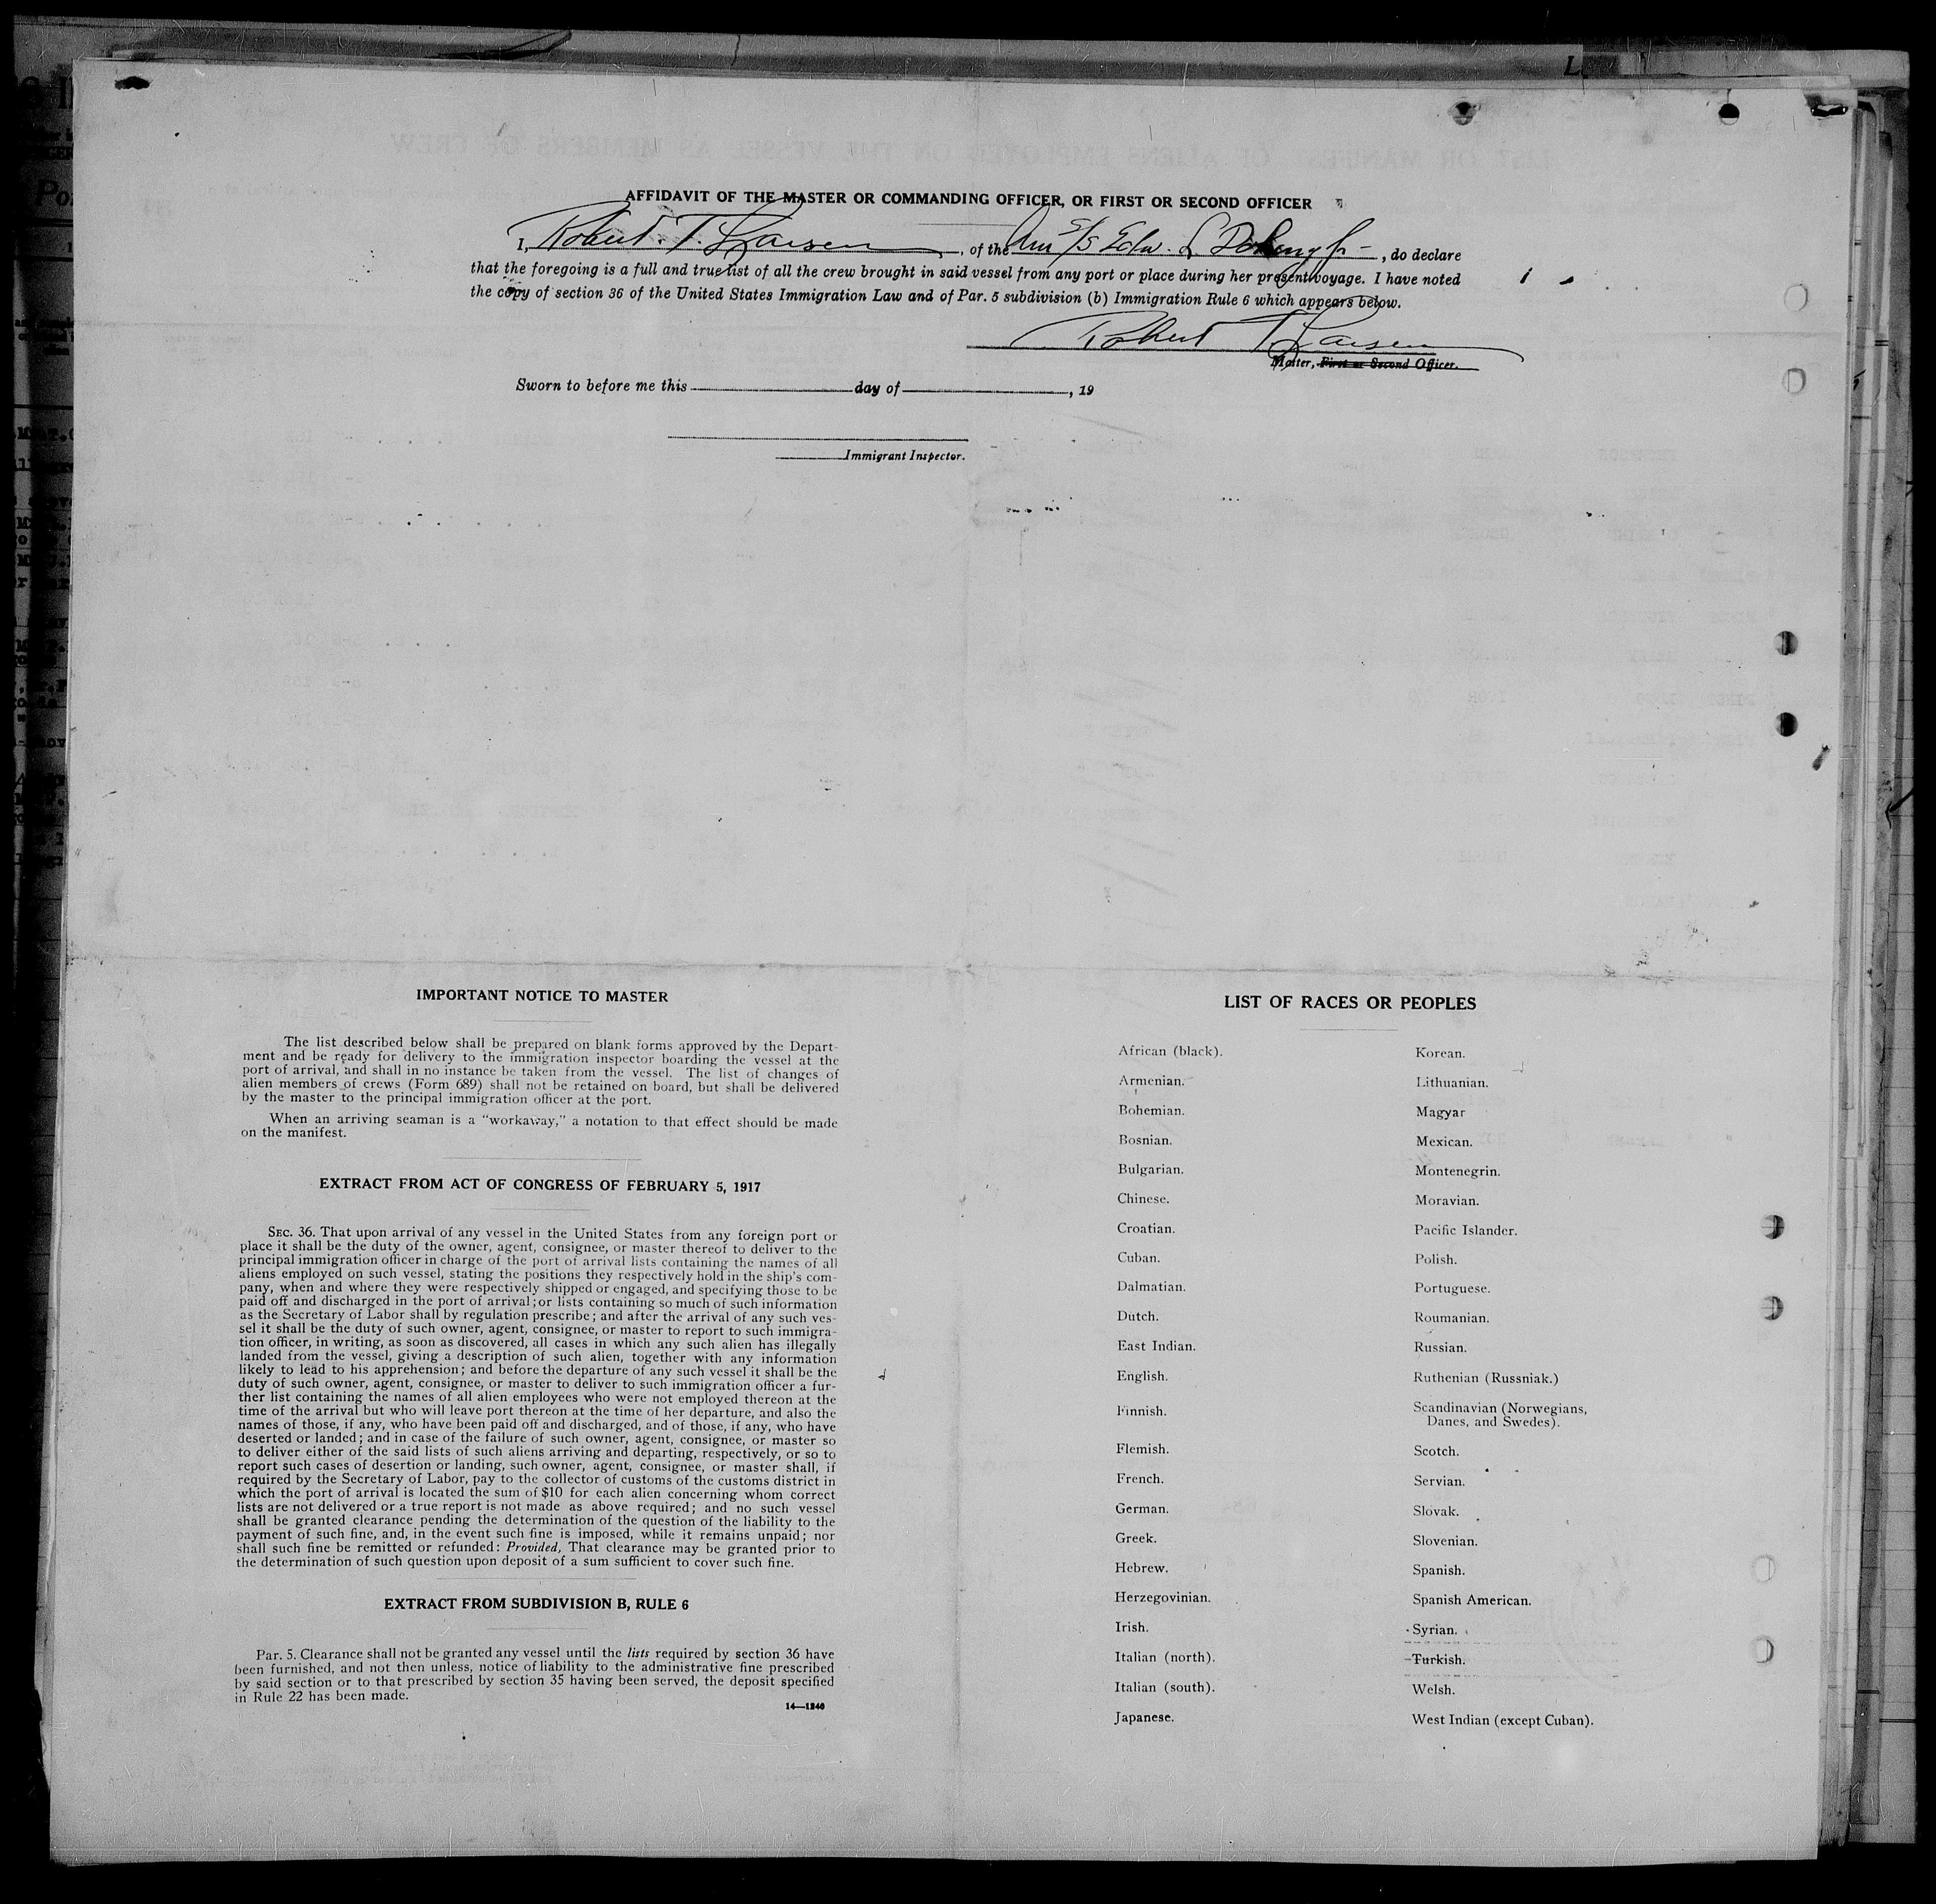 AFFIDAVIT OF THE MASTER OR COMMANDING OFFICER, OR FIRST OR SECOND OFFICER
I, Robert T. Larsen, of the Am S/S Edw. L Doheny Jr-, do declare
that the foregoing is a full and true list of all the crew brought in said vessel from any port or place during her present voyage. I have noted
the copy of section 36 of the United States Immigration Law and of Par. 5 subdivision (b) Immigration Rule 6 which appears below.
Robert T. Larsen
Master, First or Second Officer.
Sworn to before me this day of , 19
Immigrant Inspector.
IMPORTANT NOTICE TO MASTER
The list described below shall be prepared on blank forms approved by the Depart-
ment and be ready for delivery to the immigration inspector boarding the vessel at the
port of arrival, and shall in no instance be taken from the vessel. The list of changes of
alien members of crews (Form 689) shall not be retained on board, but shall be delivered
by the master to the principal immigration officer at the port.
When an arriving seaman is a "workaway," a notation to that effect should be made
on the manifest.
EXTRACT FROM ACT OF CONGRESS OF FEBRUARY 5, 1917
SEC. 36. That upon arrival of any vessel in the United States from any foreign port or
place it shall be the duty of the owner, agent, consignee, or master thereof to deliver to the
principal immigration officer in charge of the port of arrival lists containing the names of all
aliens employed on such vessel, stating the positions they respectively hold in the ship's com-
pany, when and where they were respectively shipped or engaged, and specifying those to be
paid off and discharged in the port of arrival; or lists containing so much of such information
as the Secretary of Labor shall by regulation prescribe; and after the arrival of any such ves-
sel it shall be the duty of such owner, agent, consignee, or master to report to such immigra-
tion officer, in writing, as soon as discovered, all cases in which any such alien has illegally
landed from the vessel, giving a description of such alien, together with any information
likely to lead to his apprehension; and before the departure of any such vessel it shall be the
duty of such owner, agent, consignee, or master to deliver to such immigration officer a fur-
ther list containing the names of all alien employees who were not employed thereon at the
time of the arrival but who will leave port thereon at the time of her departure, and also the
names of those, if any, who have been paid off and discharged, and of those, if any, who have
deserted or landed; and in case of the failure of such owner, agent, consignee, or master so
to deliver either of the said lists of such aliens arriving and departing, respectively, or so to
report such cases of desertion or landing, such owner, agent, consignee, or master shall, if
required by the Secretary of Labor, pay to the collector of customs of the customs district in
which the port of arrival is located the sum of $10 for each alien concerning whom correct
lists are not delivered or a true report is not made as above required; and no such vessel
shall be granted clearance pending the determination of the question of the liability to the
payment of such fine, and, in the event such fine is imposed, while it remains unpaid; nor
shall such fine be remitted or refunded: Provided, That clearance may be granted prior to
the determination of such question upon deposit of a sum sufficient to cover such fine.
EXTRACT FROM SUBDIVISION B, RULE 6
Par. 5. Clearance shall not be granted any vessel until the lists required by section 36 have
been furnished, and not then unless, notice of liability to the administrative fine prescribed
by said section or to that prescribed by section 35 having been served, the deposit specified
in Rule 22 has been made.
14—1240
LIST OF RACES OR PEOPLES
African (black).
Armenian.
Bohemian.
Bosnian.
Bulgarian.
Chinese.
Croatian.
Cuban.
Dalmatian.
Dutch.
East Indian.
English.
Finnish.
Flemish.
French.
German.
Greek.
Hebrew.
Herzegovinian.
Irish.
Italian (north).
Italian (south).
Japanese.
Korean.
Lithuanian.
Magyar
Mexican.
Montenegrin.
Moravian.
Pacific Islander.
Polish.
Portuguese.
Roumanian.
Russian.
Ruthenian (Russniak.)
Scandinavian (Norwegians,
Danes, and Swedes).
Scotch.
Servian.
Slovak.
Slovenian.
Spanish.
Spanish American.
Syrian.
Turkish.
Welsh.
West Indian (except Cuban).